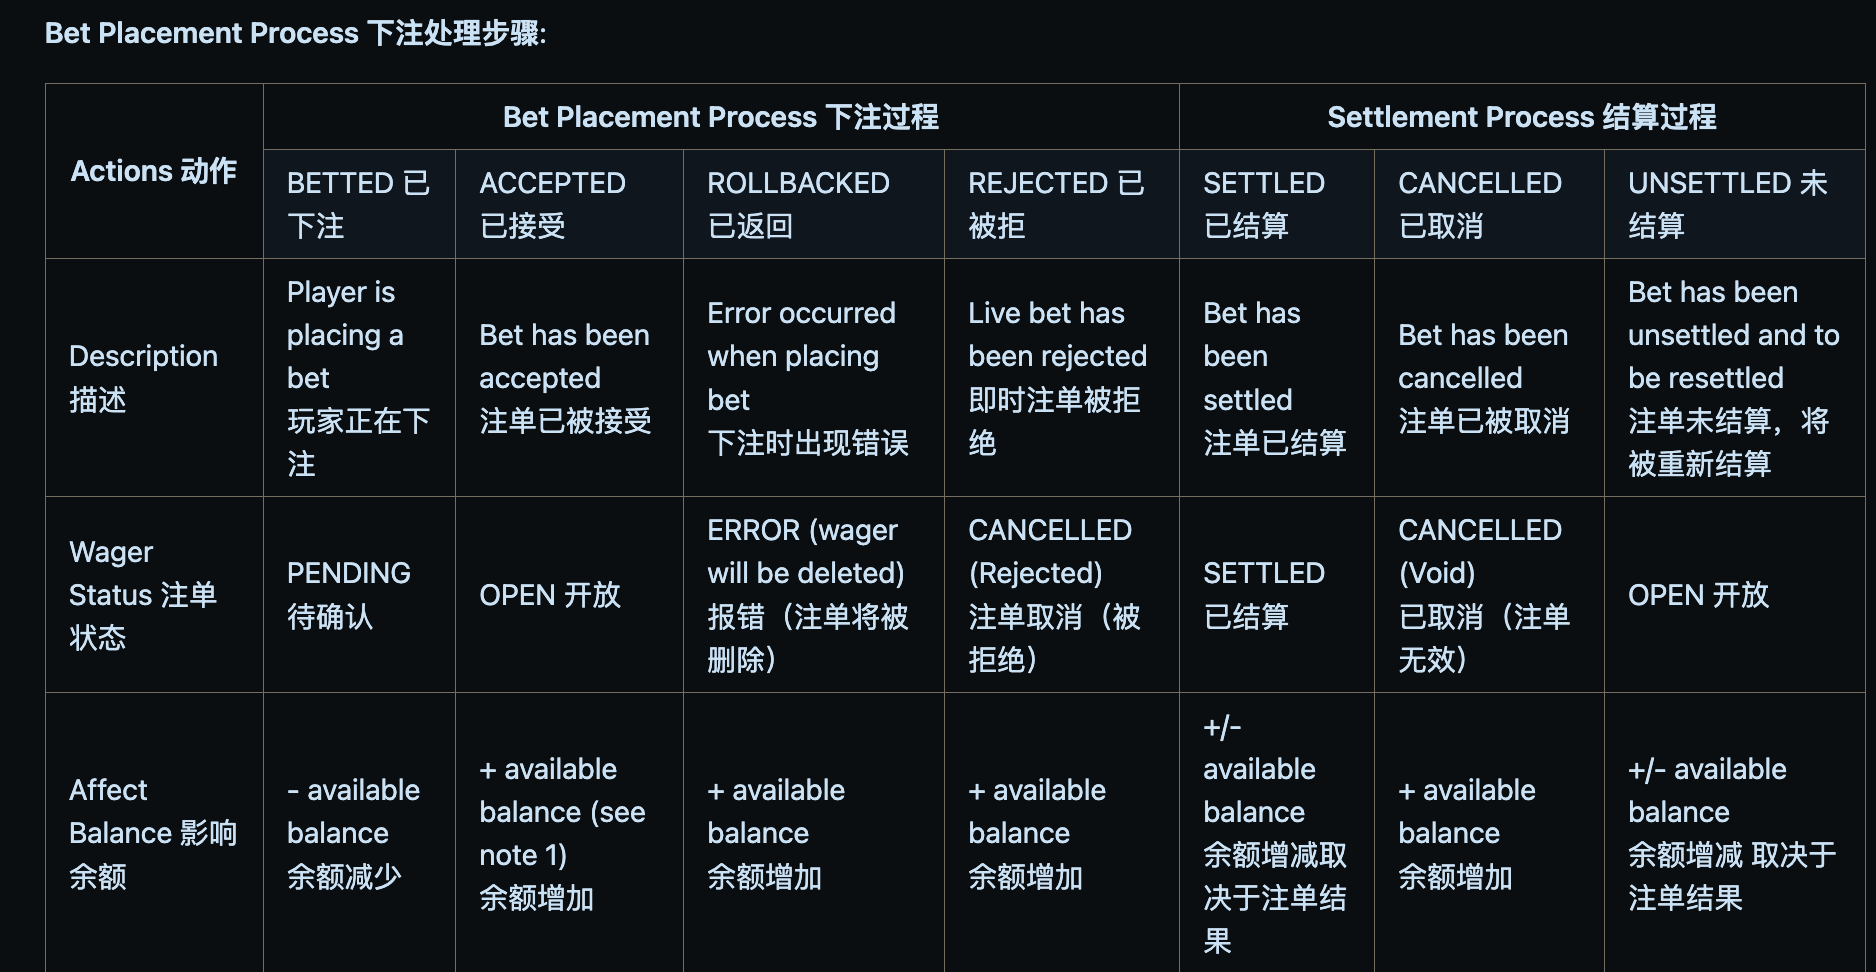 Bet Placement Process 下注处理步骤:
Actions 动作
Bet Placement Process 下注过程
Settlement Process 结算过程
BETTED 已
下注
ACCEPTED
已接受
ROLLBACKED
已返回
REJECTED 已
被拒
SETTLED
已结算
CANCELLED
已取消
UNSETTLED 未
结算
Description
描述
Player is
placing a
bet
玩家正在下
注
Bet has been
accepted
注单已被接受
Error occurred
when placing
bet
下注时出现错误
Live bet has
been rejected
即时注单被拒
绝
Bet has
been
settled
注单已结算
Bet has been
cancelled
注单已被取消
Bet has been
unsettled and to
be resettled
注单未结算，将
被重新结算
Wager
Status 注单
状态
PENDING
待确认
OPEN 开放
ERROR (wager
will be deleted)
报错（注单将被
删除）
CANCELLED
(Rejected)
注单取消（被
拒绝）
SETTLED
已结算
CANCELLED
(Void)
已取消（注单
无效）
OPEN 开放
Affect
Balance 影响
余额
- available
balance
余额减少
+ available
balance (see
note 1)
余额增加
+ available
balance
余额增加
+ available
balance
余额增加
+/-
available
balance
余额增减取
决于注单结
果
+ available
balance
余额增加
+/- available
balance
余额增减 取决于
注单结果